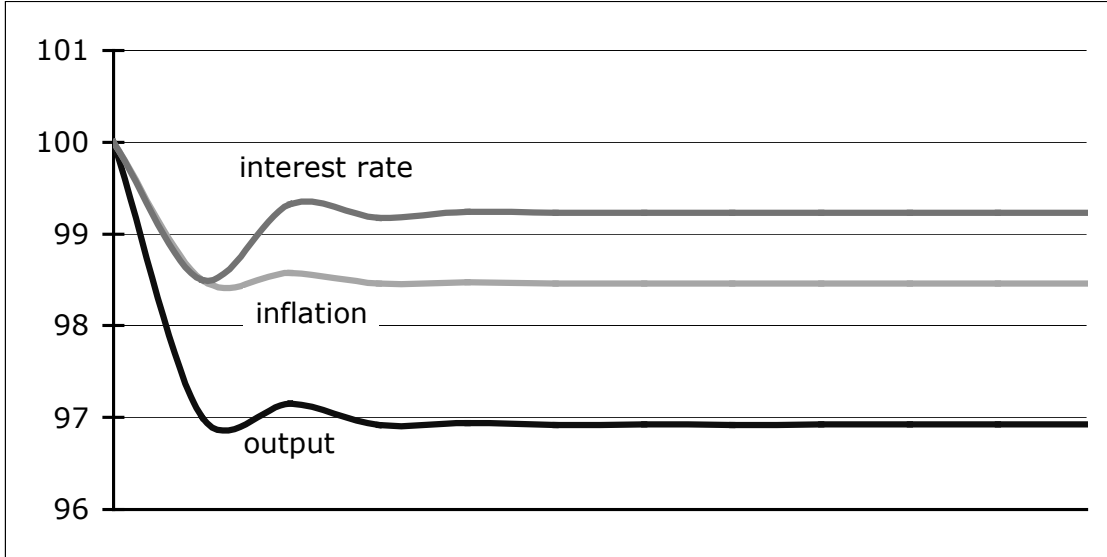 101
100
interest rate
99
inflation
98
97
output
96